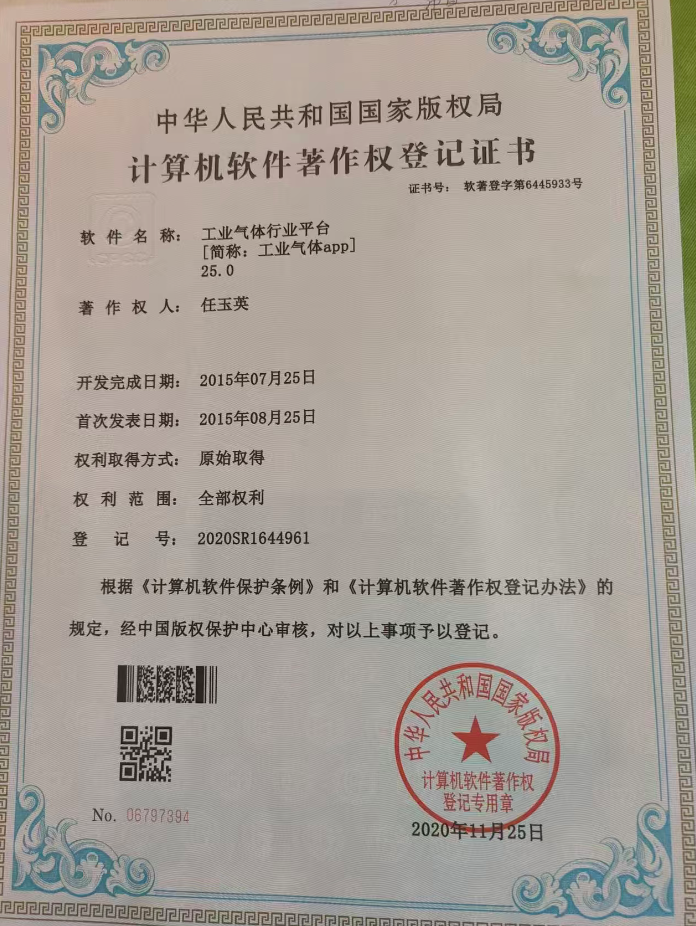 中华人民共和国国家版权局
计算机软件著作权登记证书
证书号： 软著登字第6445933号
软件名称： 工业气体行业平台
[简称：工业气体app]
25.0
著作权人： 任玉英
开发完成日期： 2015年07月25日
首次发表日期： 2015年08月25日
权利取得方式： 原始取得
权利范围： 全部权利
登记号： 2020SR1644961
根据《计算机软件保护条例》和《计算机软件著作权登记办法》的
规定，经中国版权保护中心审核，对以上事项予以登记。
中华人民共和国国家版权局
计算机软件著作权
登记专用章
No. 06797394
2020年11月25日